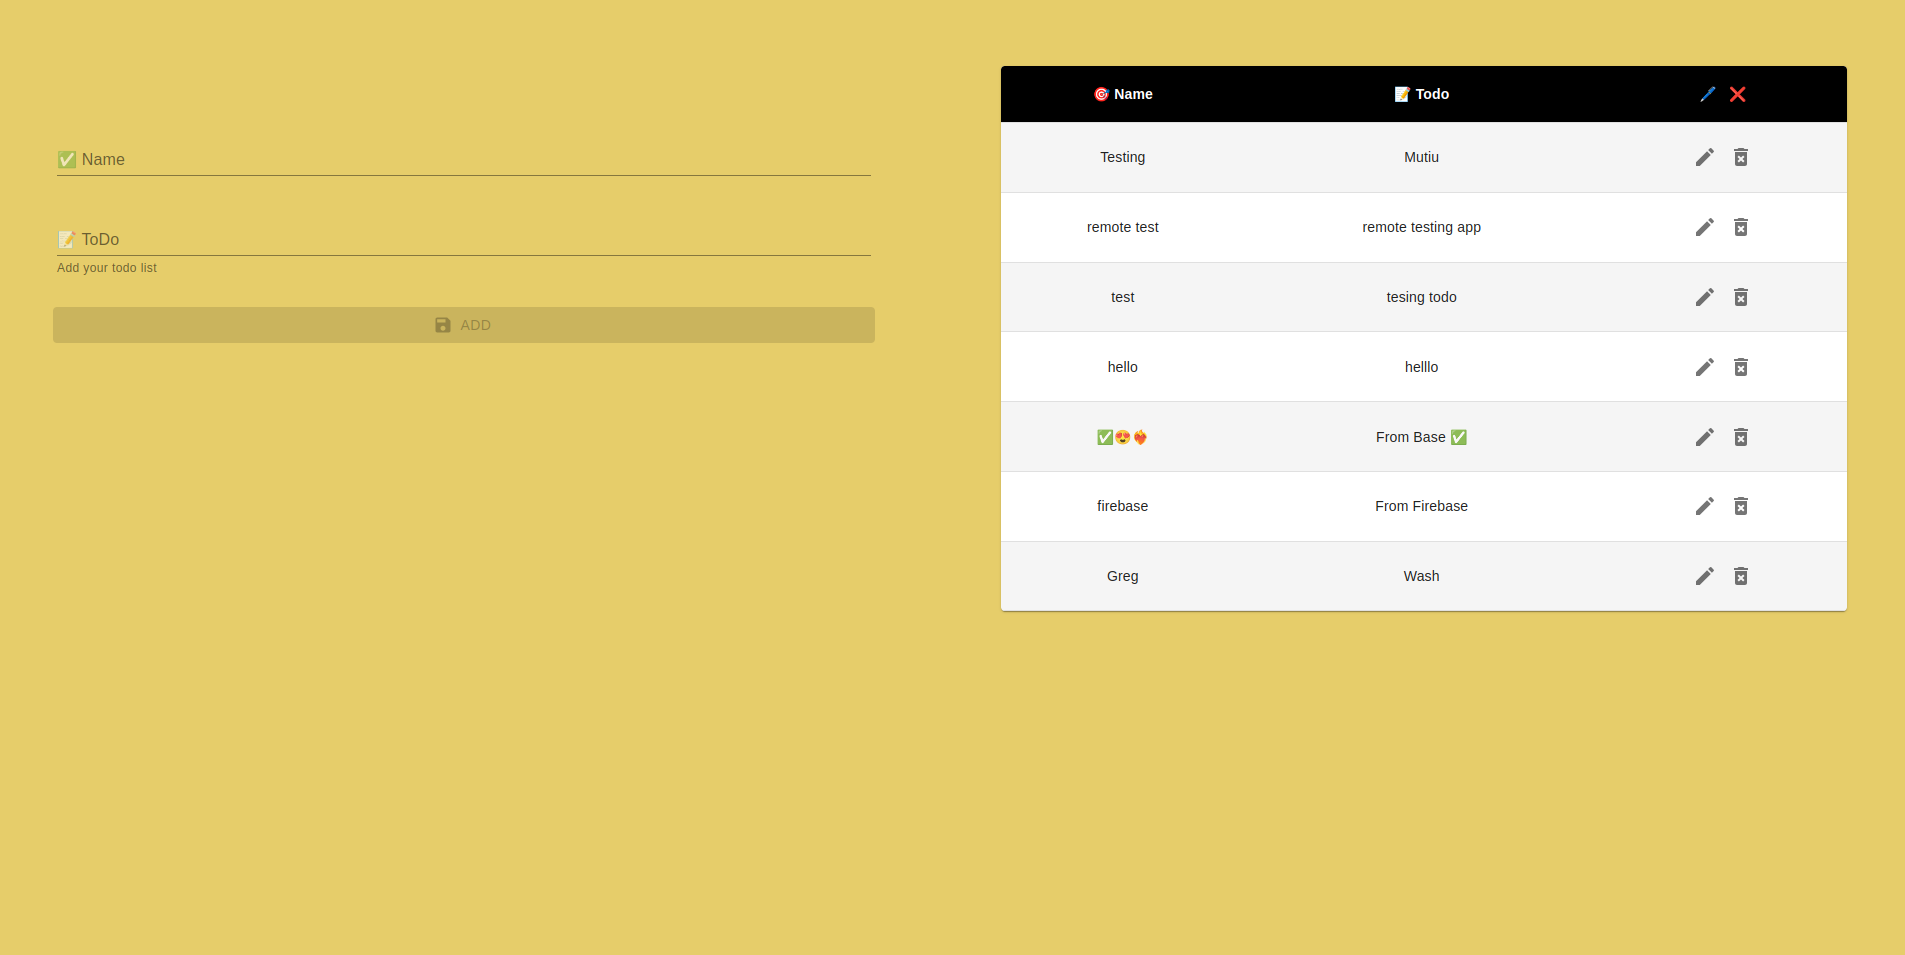 ✅ Name
📝 ToDo
Add your todo list
ADD
🎯 Name 📝 Todo 🖊️ ❌
Testing Mutiu
remote test remote testing app
test tesing todo
hello helllo
✅😍❤️‍🔥 From Base ✅
firebase From Firebase
Greg Wash